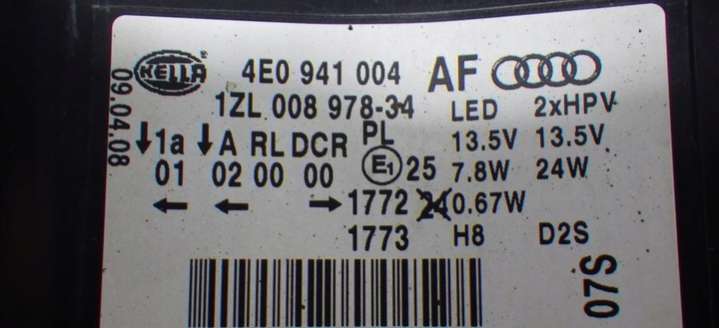 HELLA 4E0 941 004 AF
09.04.08
1ZL 008 978-34 LED 2xHPV
↓1a ↓A RL DCR PL 13.5V 13.5V
01 02 00 00 E1 25 7.8W 24W
← ← → 1772 24 0.67W
1773 H8 D2S
07S